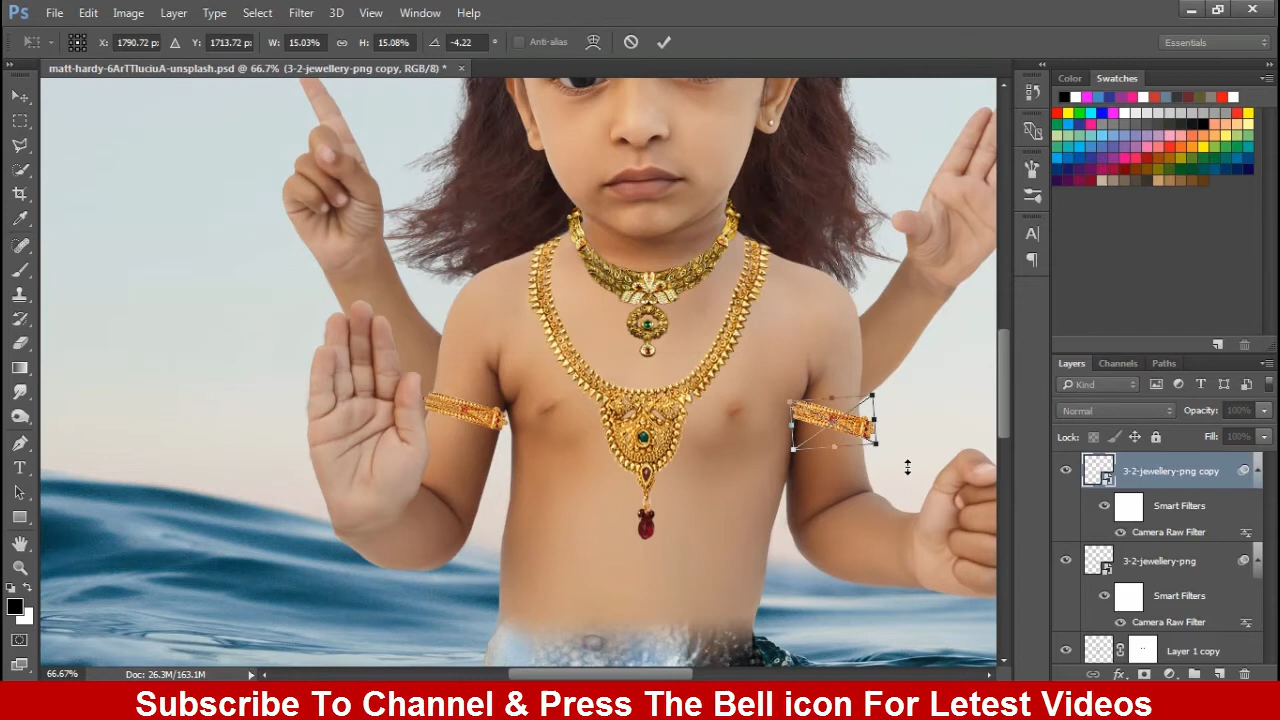 Ps File Edit Image Layer Type Select Filter 3D View Window Help
X: 1790.72 p: Y: 1713.72 p: W: 15.03% H: 15.08% -4.22 ° Anti-alias Essentials
matt-hardy-6ArTTluciuA-unsplash.psd @ 66.7% (3-2-jewellery-png copy, RGB/8) * ×
Color Swatches
Layers Channels Paths
Kind
Normal Opacity: 100%
Lock: Fill: 100%
3-2-jewellery-png copy
Smart Filters
Camera Raw Filter
3-2-jewellery-png
Smart Filters
Camera Raw Filter
Layer 1 copy
66.67% Doc: 26.3M/163.1M
Subscribe To Channel & Press The Bell icon For Letest Videos